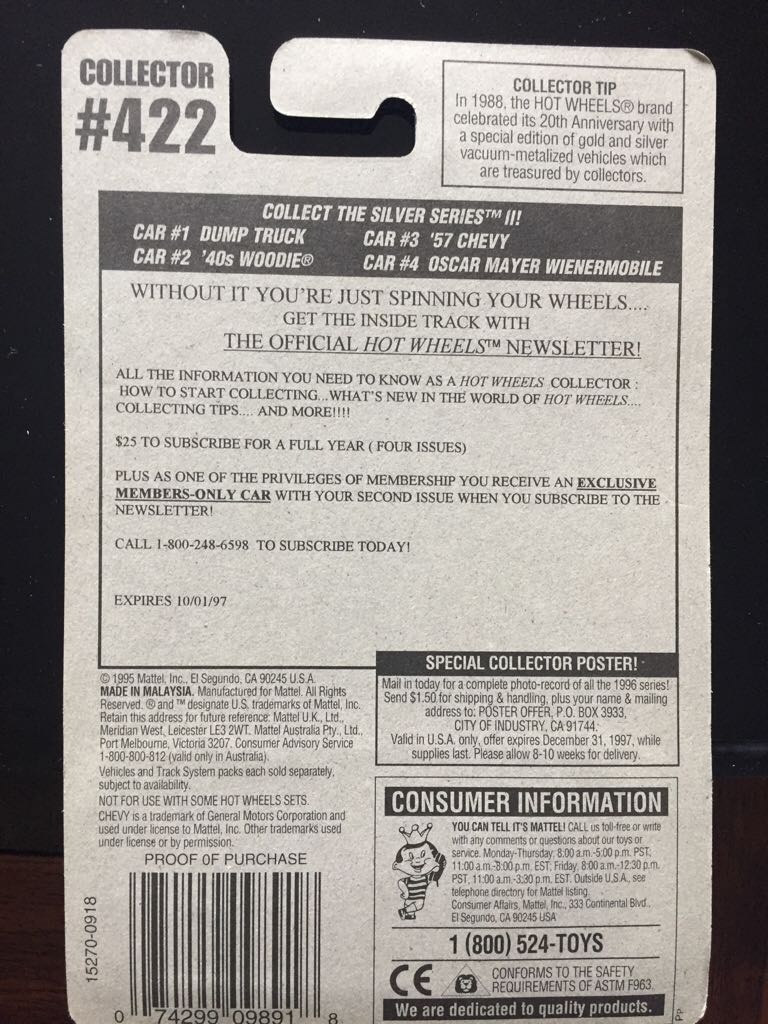 COLLECTOR
#422
COLLECTOR TIP
In 1988, the HOT WHEELS® brand
celebrated its 20th Anniversary with
a special edition of gold and silver
vacuum-metalized vehicles which
are treasured by collectors.
COLLECT THE SILVER SERIES™ II!
CAR #1 DUMP TRUCK CAR #3 '57 CHEVY
CAR #2 '40s WOODIE® CAR #4 OSCAR MAYER WIENERMOBILE
WITHOUT IT YOU'RE JUST SPINNING YOUR WHEELS....
GET THE INSIDE TRACK WITH
THE OFFICIAL HOT WHEELS™ NEWSLETTER!
ALL THE INFORMATION YOU NEED TO KNOW AS A HOT WHEELS COLLECTOR :
HOW TO START COLLECTING...WHAT'S NEW IN THE WORLD OF HOT WHEELS....
COLLECTING TIPS.... AND MORE!!!!
$25 TO SUBSCRIBE FOR A FULL YEAR ( FOUR ISSUES)
PLUS AS ONE OF THE PRIVILEGES OF MEMBERSHIP YOU RECEIVE AN EXCLUSIVE
MEMBERS-ONLY CAR WITH YOUR SECOND ISSUE WHEN YOU SUBSCRIBE TO THE
NEWSLETTER!
CALL 1-800-248-6598 TO SUBSCRIBE TODAY!
EXPIRES 10/01/97
© 1995 Mattel, Inc., El Segundo, CA 90245 U.S.A.
MADE IN MALAYSIA. Manufactured for Mattel. All Rights
Reserved. ® and ™ designate U.S. trademarks of Mattel, Inc.
Retain this address for future reference: Mattel U.K., Ltd.,
Meridian West, Leicester LE3 2WT. Mattel Australia Pty., Ltd.,
Port Melbourne, Victoria 3207. Consumer Advisory Service
1-800-800-812 (valid only in Australia).
Vehicles and Track System packs each sold separately,
subject to availability.
NOT FOR USE WITH SOME HOT WHEELS SETS.
CHEVY is a trademark of General Motors Corporation and
used under license to Mattel, Inc. Other trademarks used
under license or by permission.
PROOF OF PURCHASE
15270-0918
0 74299 09891 8
SPECIAL COLLECTOR POSTER!
Mail in today for a complete photo-record of all the 1996 series!
Send $1.50 for shipping & handling, plus your name & mailing
address to: POSTER OFFER, P.O. BOX 3933,
CITY OF INDUSTRY, CA 91744.
Valid in U.S.A. only, offer expires December 31, 1997, while
supplies last. Please allow 8-10 weeks for delivery.
CONSUMER INFORMATION
YOU CAN TELL IT'S MATTEL! CALL us toll-free or write
with any comments or questions about our toys or
service. Monday-Thursday: 8:00 a.m.-5:00 p.m. PST,
11:00 a.m.-8:00 p.m. EST; Friday, 8:00 a.m.-12:30 p.m.
PST, 11:00 a.m.-3:30 p.m. EST. Outside U.S.A., see
telephone directory for Mattel listing.
Consumer Affairs, Mattel, Inc., 333 Continental Blvd.,
El Segundo, CA 90245 USA
1 (800) 524-TOYS
CE CONFORMS TO THE SAFETY
REQUIREMENTS OF ASTM F963.
We are dedicated to quality products.
Pp